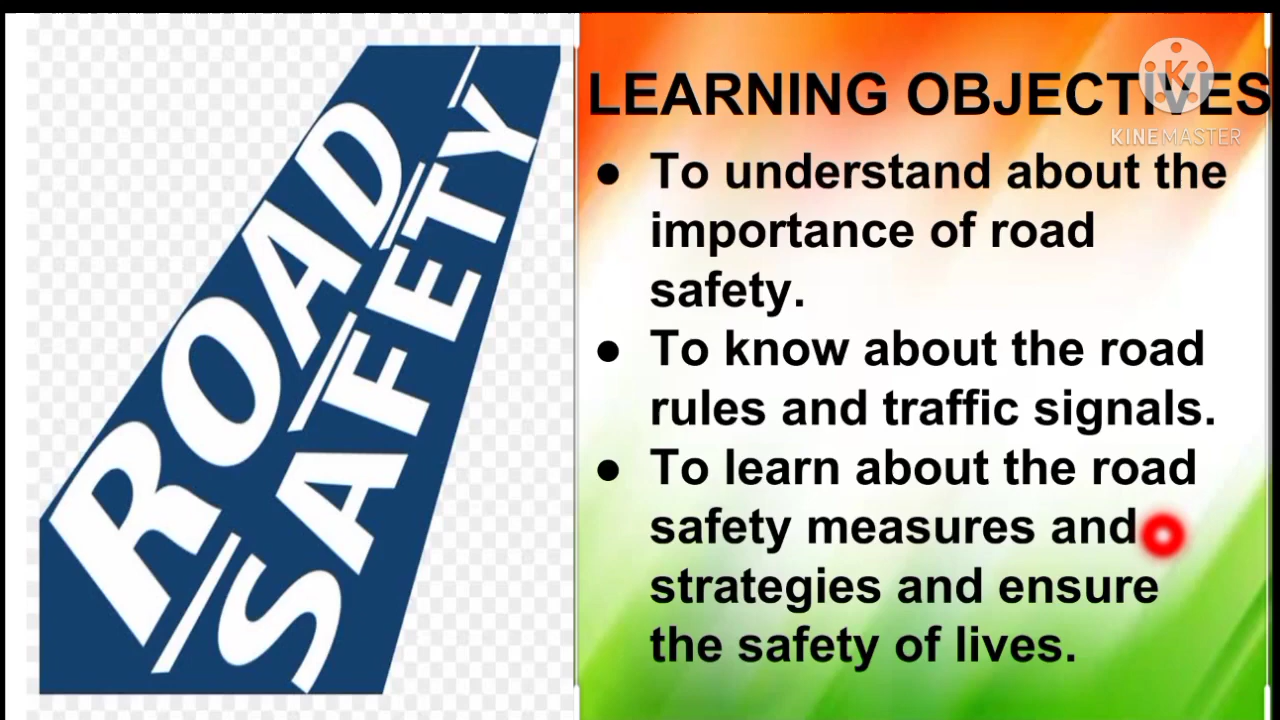 ROAD
SAFETY
LEARNING OBJECTIVES
KINEMASTER
● To understand about the
importance of road
safety.
● To know about the road
rules and traffic signals.
● To learn about the road
safety measures and
strategies and ensure
the safety of lives.